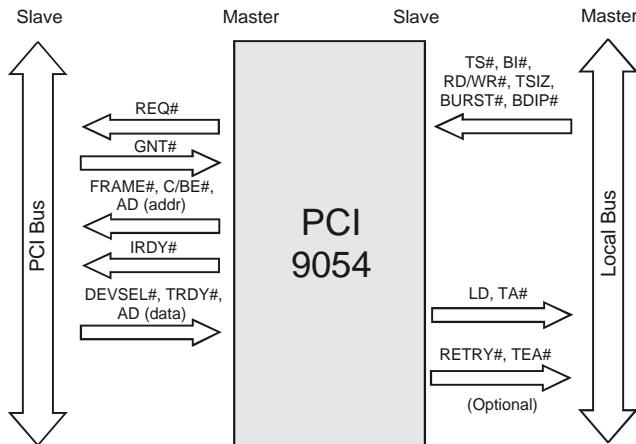 Slave
Master
Slave
Master
PCI Bus
REQ#
GNT#
FRAME#, C/BE#,
AD (addr)
IRDY#
DEVSEL#, TRDY#,
AD (data)
PCI
9054
TS#, BI#,
RD/WR#, TSIZ,
BURST#, BDIP#
LD, TA#
RETRY#, TEA#
(Optional)
Local Bus